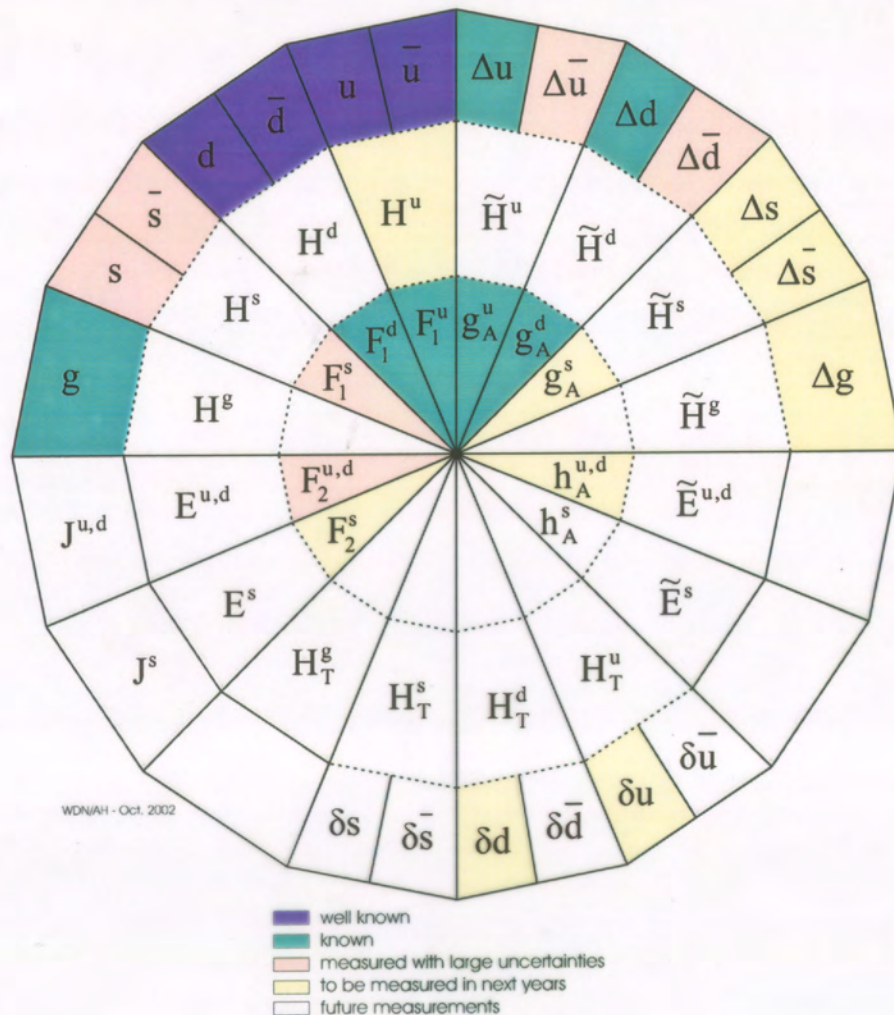 g
s
s̄
d
d̄
u
ū
Δu
Δū
Δd
Δd̄
Δs
Δs̄
Δg
H^g
H^s
H^d
H^u
H̃^u
H̃^d
H̃^s
H̃^g
F_1^s
F_1^d
F_1^u
g_A^u
g_A^d
g_A^s
F_2^{u,d}
F_2^s
h_A^{u,d}
h_A^s
J^{u,d}
E^{u,d}
Ẽ^{u,d}
J^s
E^s
Ẽ^s
H_T^g
H_T^s
H_T^d
H_T^u
δs
δs̄
δd
δd̄
δu
δū
WDN/AH - Oct. 2002
well known
known
measured with large uncertainties
to be measured in next years
future measurements